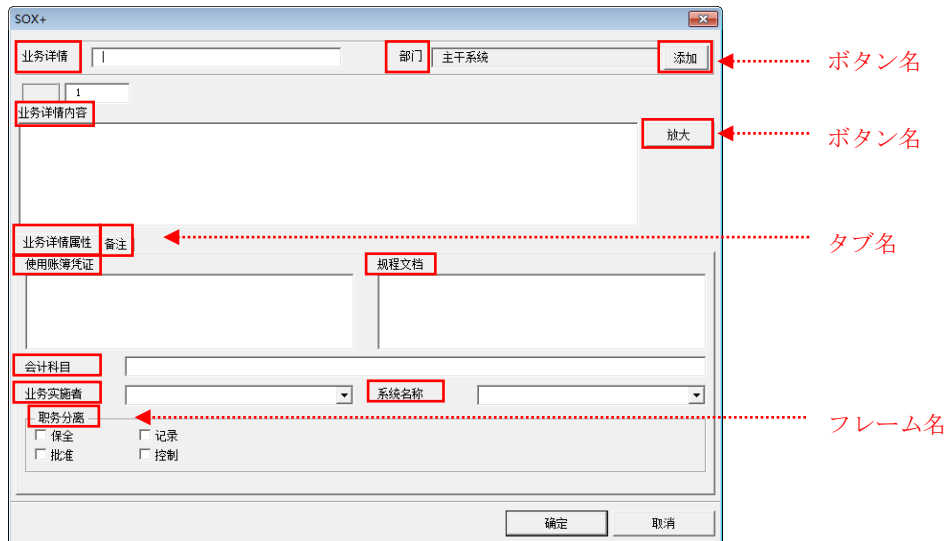 SOX+
业务详情 部门 主干系统 添加 ボタン名
1
业务详情内容
放大 ボタン名
业务详情属性 备注 タブ名
使用账簿凭证 规程文档
会计科目
业务实施者 系统名称
职务分离 フレーム名
保全 记录
批准 控制
确定 取消